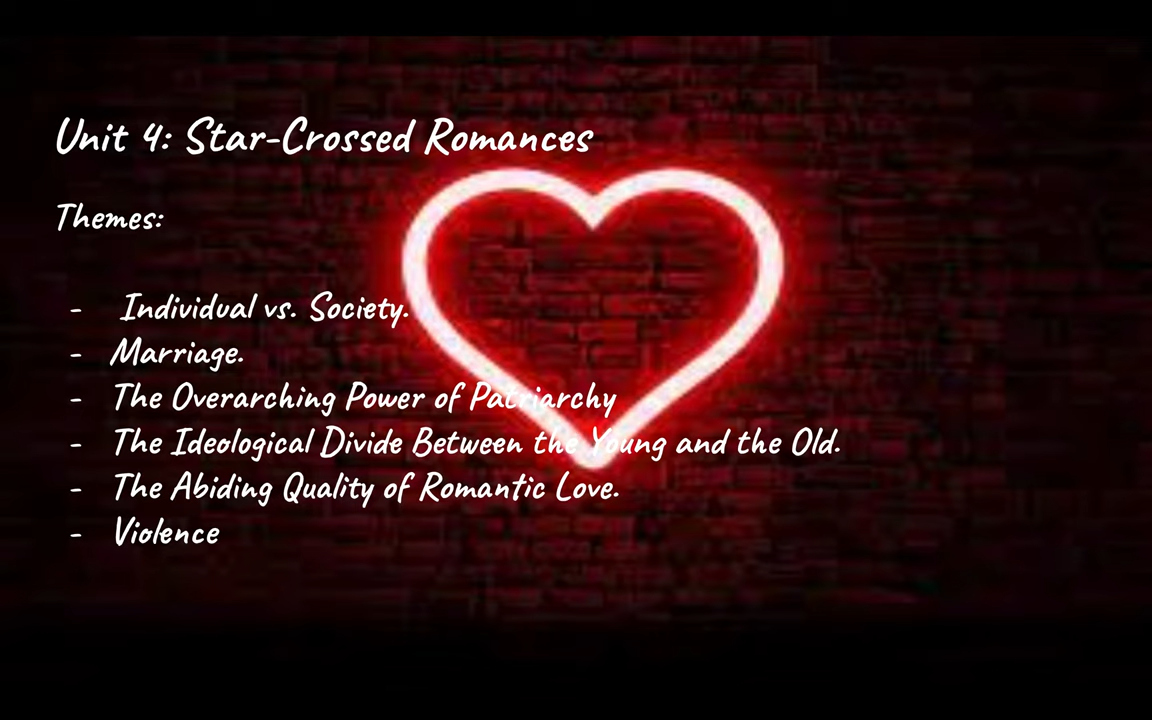 Unit 4: Star-Crossed Romances
Themes:
- Individual vs. Society.
- Marriage.
- The Overarching Power of Patriarchy
- The Ideological Divide Between the Young and the Old.
- The Abiding Quality of Romantic Love.
- Violence